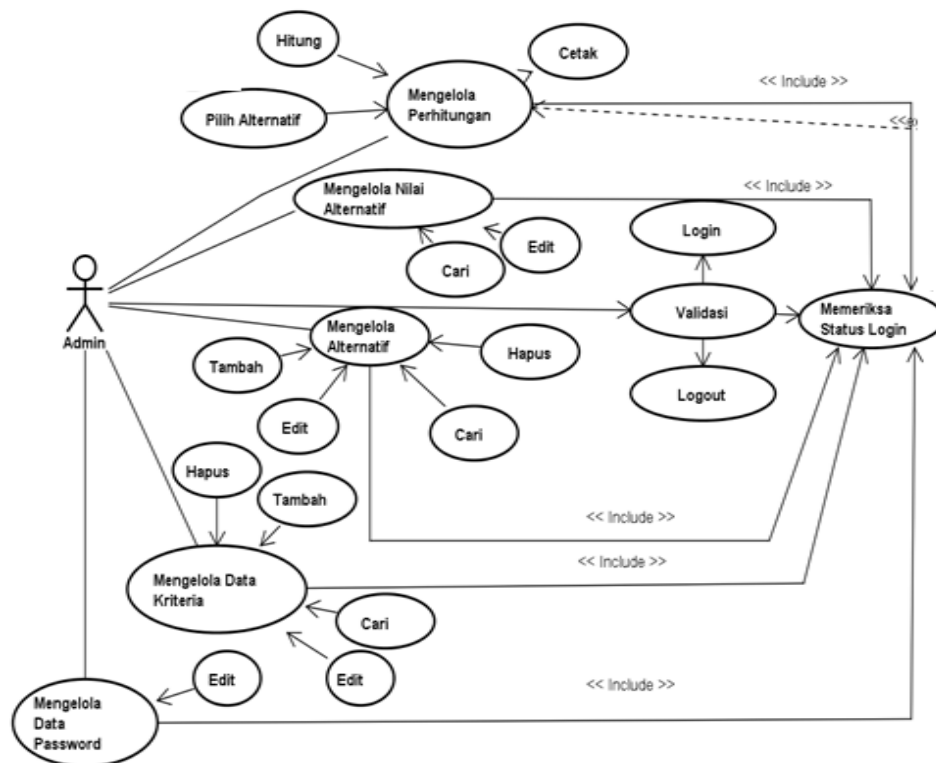 Hitung
Cetak
Mengelola
Perhitungan
<< Include >>
Pilih Alternatif
Mengelola Nilai
Alternatif
<< Include >>
Login
Edit
Cari
Admin
Validasi
Memeriksa
Status Login
Mengelola
Alternatif
Hapus
Tambah
Logout
Edit
Cari
Hapus
Tambah
<< Include >>
Mengelola Data
Kriteria
<< Include >>
Cari
Edit
Edit
<< Include >>
Mengelola
Data
Password